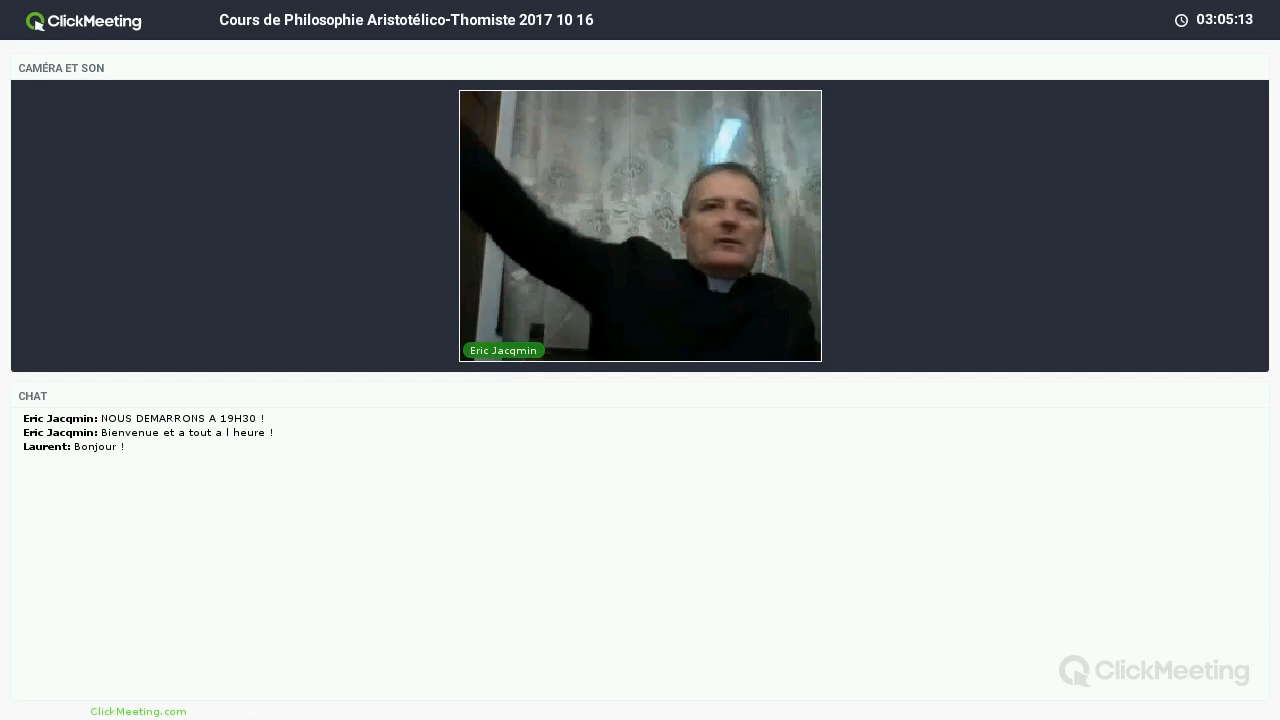 ClickMeeting
Cours de Philosophie Aristotélico-Thomiste 2017 10 16
03:05:13
CAMÉRA ET SON
Eric Jacqmin
CHAT
Eric Jacqmin: NOUS DEMARRONS A 19H30 !
Eric Jacqmin: Bienvenue et a tout a l heure !
Laurent: Bonjour !
ClickMeeting
ClickMeeting.com